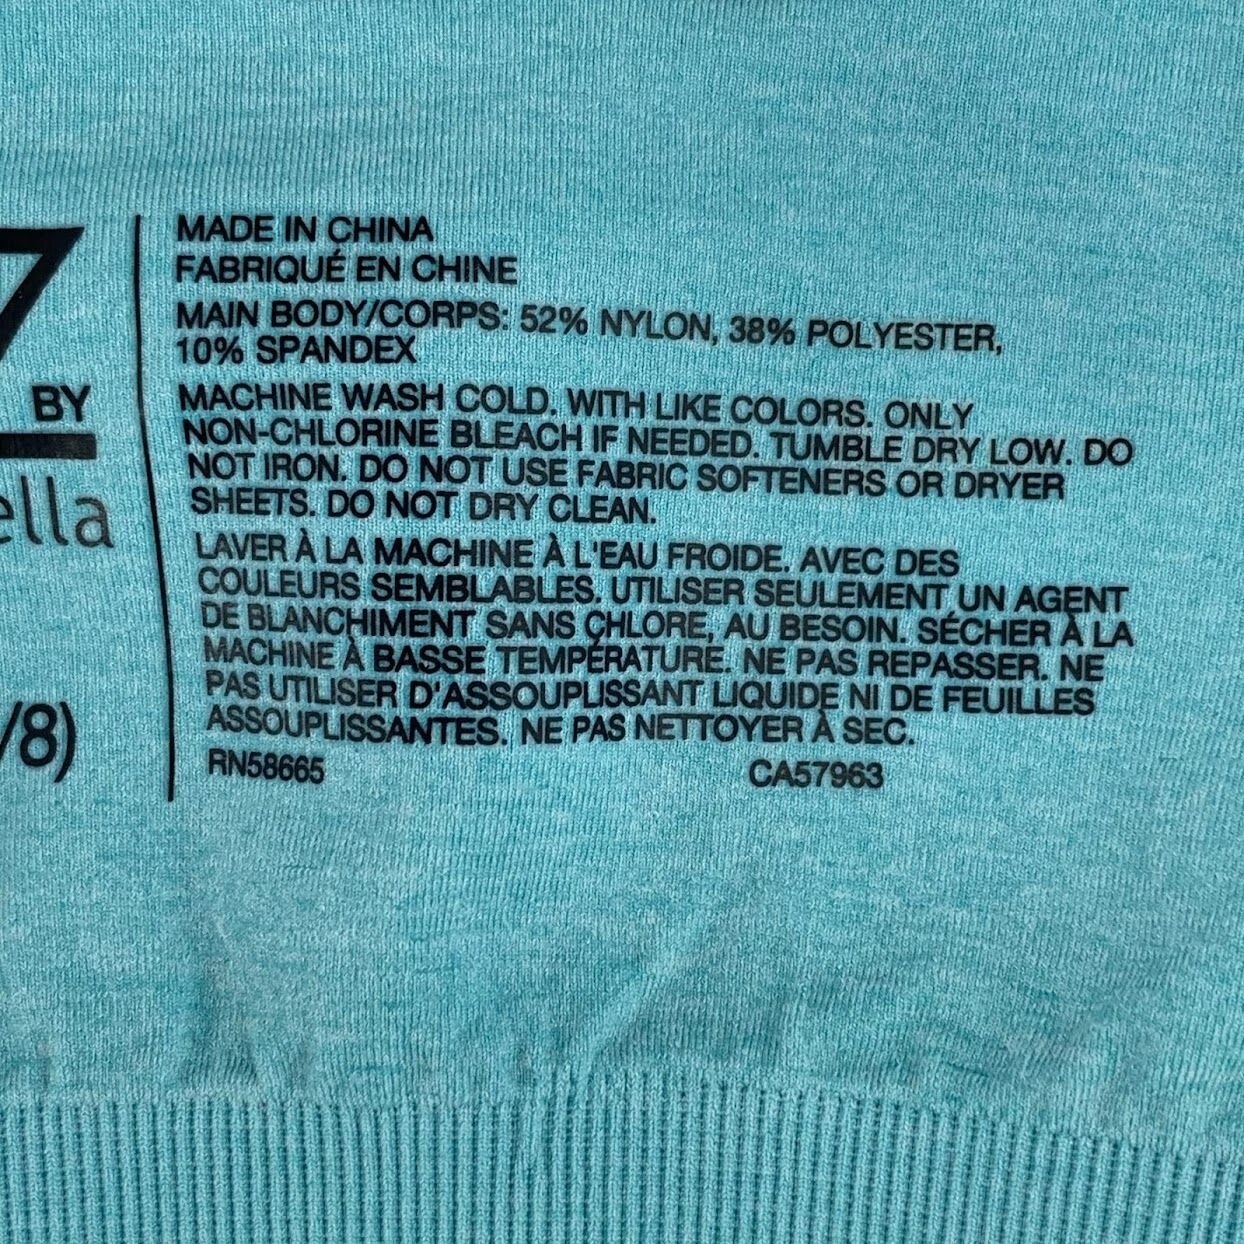 BY
ella
/8)
MADE IN CHINA
FABRIQUÉ EN CHINE
MAIN BODY/CORPS: 52% NYLON, 38% POLYESTER,
10% SPANDEX
MACHINE WASH COLD. WITH LIKE COLORS. ONLY
NON-CHLORINE BLEACH IF NEEDED. TUMBLE DRY LOW. DO
NOT IRON. DO NOT USE FABRIC SOFTENERS OR DRYER
SHEETS. DO NOT DRY CLEAN.
LAVER À LA MACHINE À L'EAU FROIDE. AVEC DES
COULEURS SEMBLABLES. UTILISER SEULEMENT UN AGENT
DE BLANCHIMENT SANS CHLORE, AU BESOIN. SÉCHER À LA
MACHINE À BASSE TEMPÉRATURE. NE PAS REPASSER. NE
PAS UTILISER D'ASSOUPLISSANT LIQUIDE NI DE FEUILLES
ASSOUPLISSANTES. NE PAS NETTOYER À SEC.
RN58665 CA57963